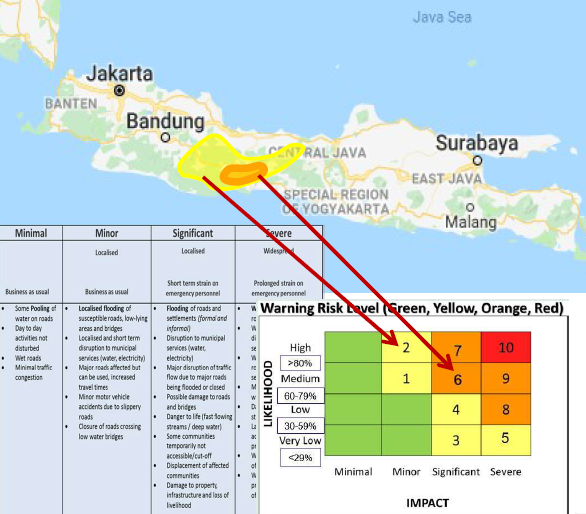 Java Sea
Jakarta
BANTEN
Bandung
CENTRAL JAVA
Surabaya
EAST JAVA
SPECIAL REGION
OF YOGYAKARTA
Malang
Minimal
Minor
Significant
Severe
Localised
Localised
Widespread
Short term strain on
emergency personnel
Prolonged strain on
emergency personnel
Business as usual
Business as usual
• Some Pooling of
water on roads
• Day to day
activities not
disturbed
• Wet roads
• Minimal traffic
congestion
• Localised flooding of
susceptible roads, low-lying
areas and bridges
• Localised and short term
disruption to municipal
services (water, electricity)
• Major roads affected but
can be used, increased
travel times
• Minor motor vehicle
accidents due to slippery
roads
• Closure of roads crossing
low water bridges
• Flooding of roads and
settlements (formal and
informal)
• Disruption to municipal
services (water,
electricity)
• Major disruption of traffic
flow due to major roads
being flooded or closed
• Possible damage to roads
and bridges
• Danger to life (fast flowing
streams / deep water)
• Some communities
temporarily not
accessible/cut-off
• Displacement of affected
communities
• Damage to property,
infrastructure and loss of
livelihood
Warning Risk Level (Green, Yellow, Orange, Red)
LIKELIHOOD
High
>80%
Medium
60-79%
Low
30-59%
Very Low
<29%
2
7
10
1
6
9
4
8
3
5
Minimal
Minor
Significant
Severe
IMPACT